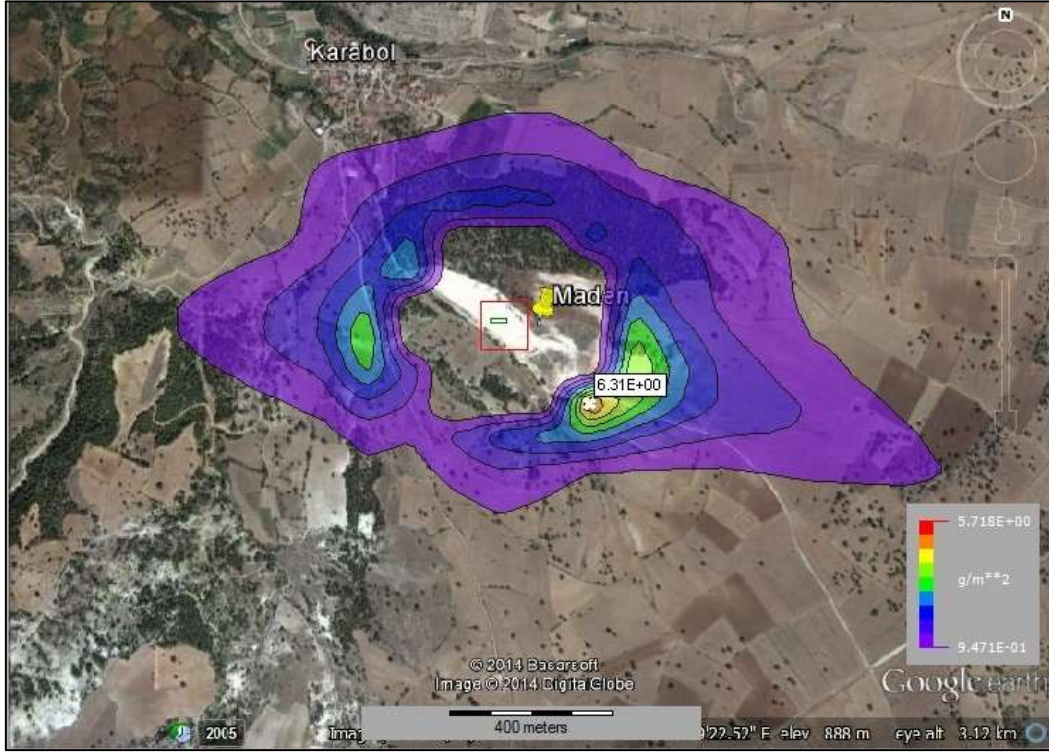 N
Karabol
Maden
6.31E+00
5.718E+00
g/m**2
9.471E-01
© 2014 Basarsoft
Image © 2014 DigitalGlobe
Google earth
400 meters
2005
22.52" E elev 888 m eye alt 3.12 km